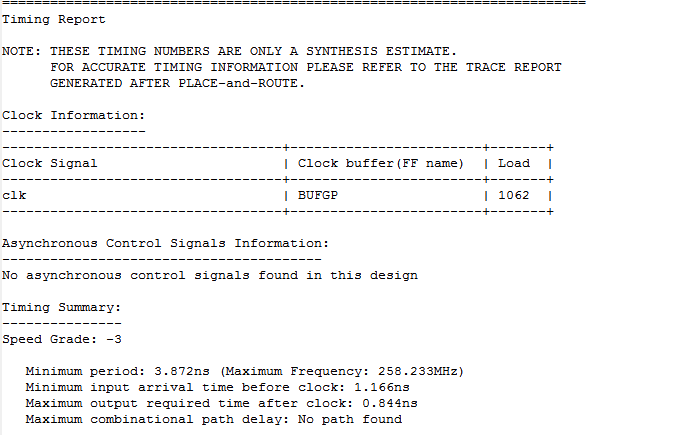 =========================================================================
Timing Report

NOTE: THESE TIMING NUMBERS ARE ONLY A SYNTHESIS ESTIMATE.
      FOR ACCURATE TIMING INFORMATION PLEASE REFER TO THE TRACE REPORT
      GENERATED AFTER PLACE-and-ROUTE.

Clock Information:
------------------
-----------------------------------+------------------------+-------+
Clock Signal                       | Clock buffer(FF name)  | Load  |
-----------------------------------+------------------------+-------+
clk                                | BUFGP                  | 1062  |
-----------------------------------+------------------------+-------+

Asynchronous Control Signals Information:
----------------------------------------
No asynchronous control signals found in this design

Timing Summary:
---------------
Speed Grade: -3

   Minimum period: 3.872ns (Maximum Frequency: 258.233MHz)
   Minimum input arrival time before clock: 1.166ns
   Maximum output required time after clock: 0.844ns
   Maximum combinational path delay: No path found